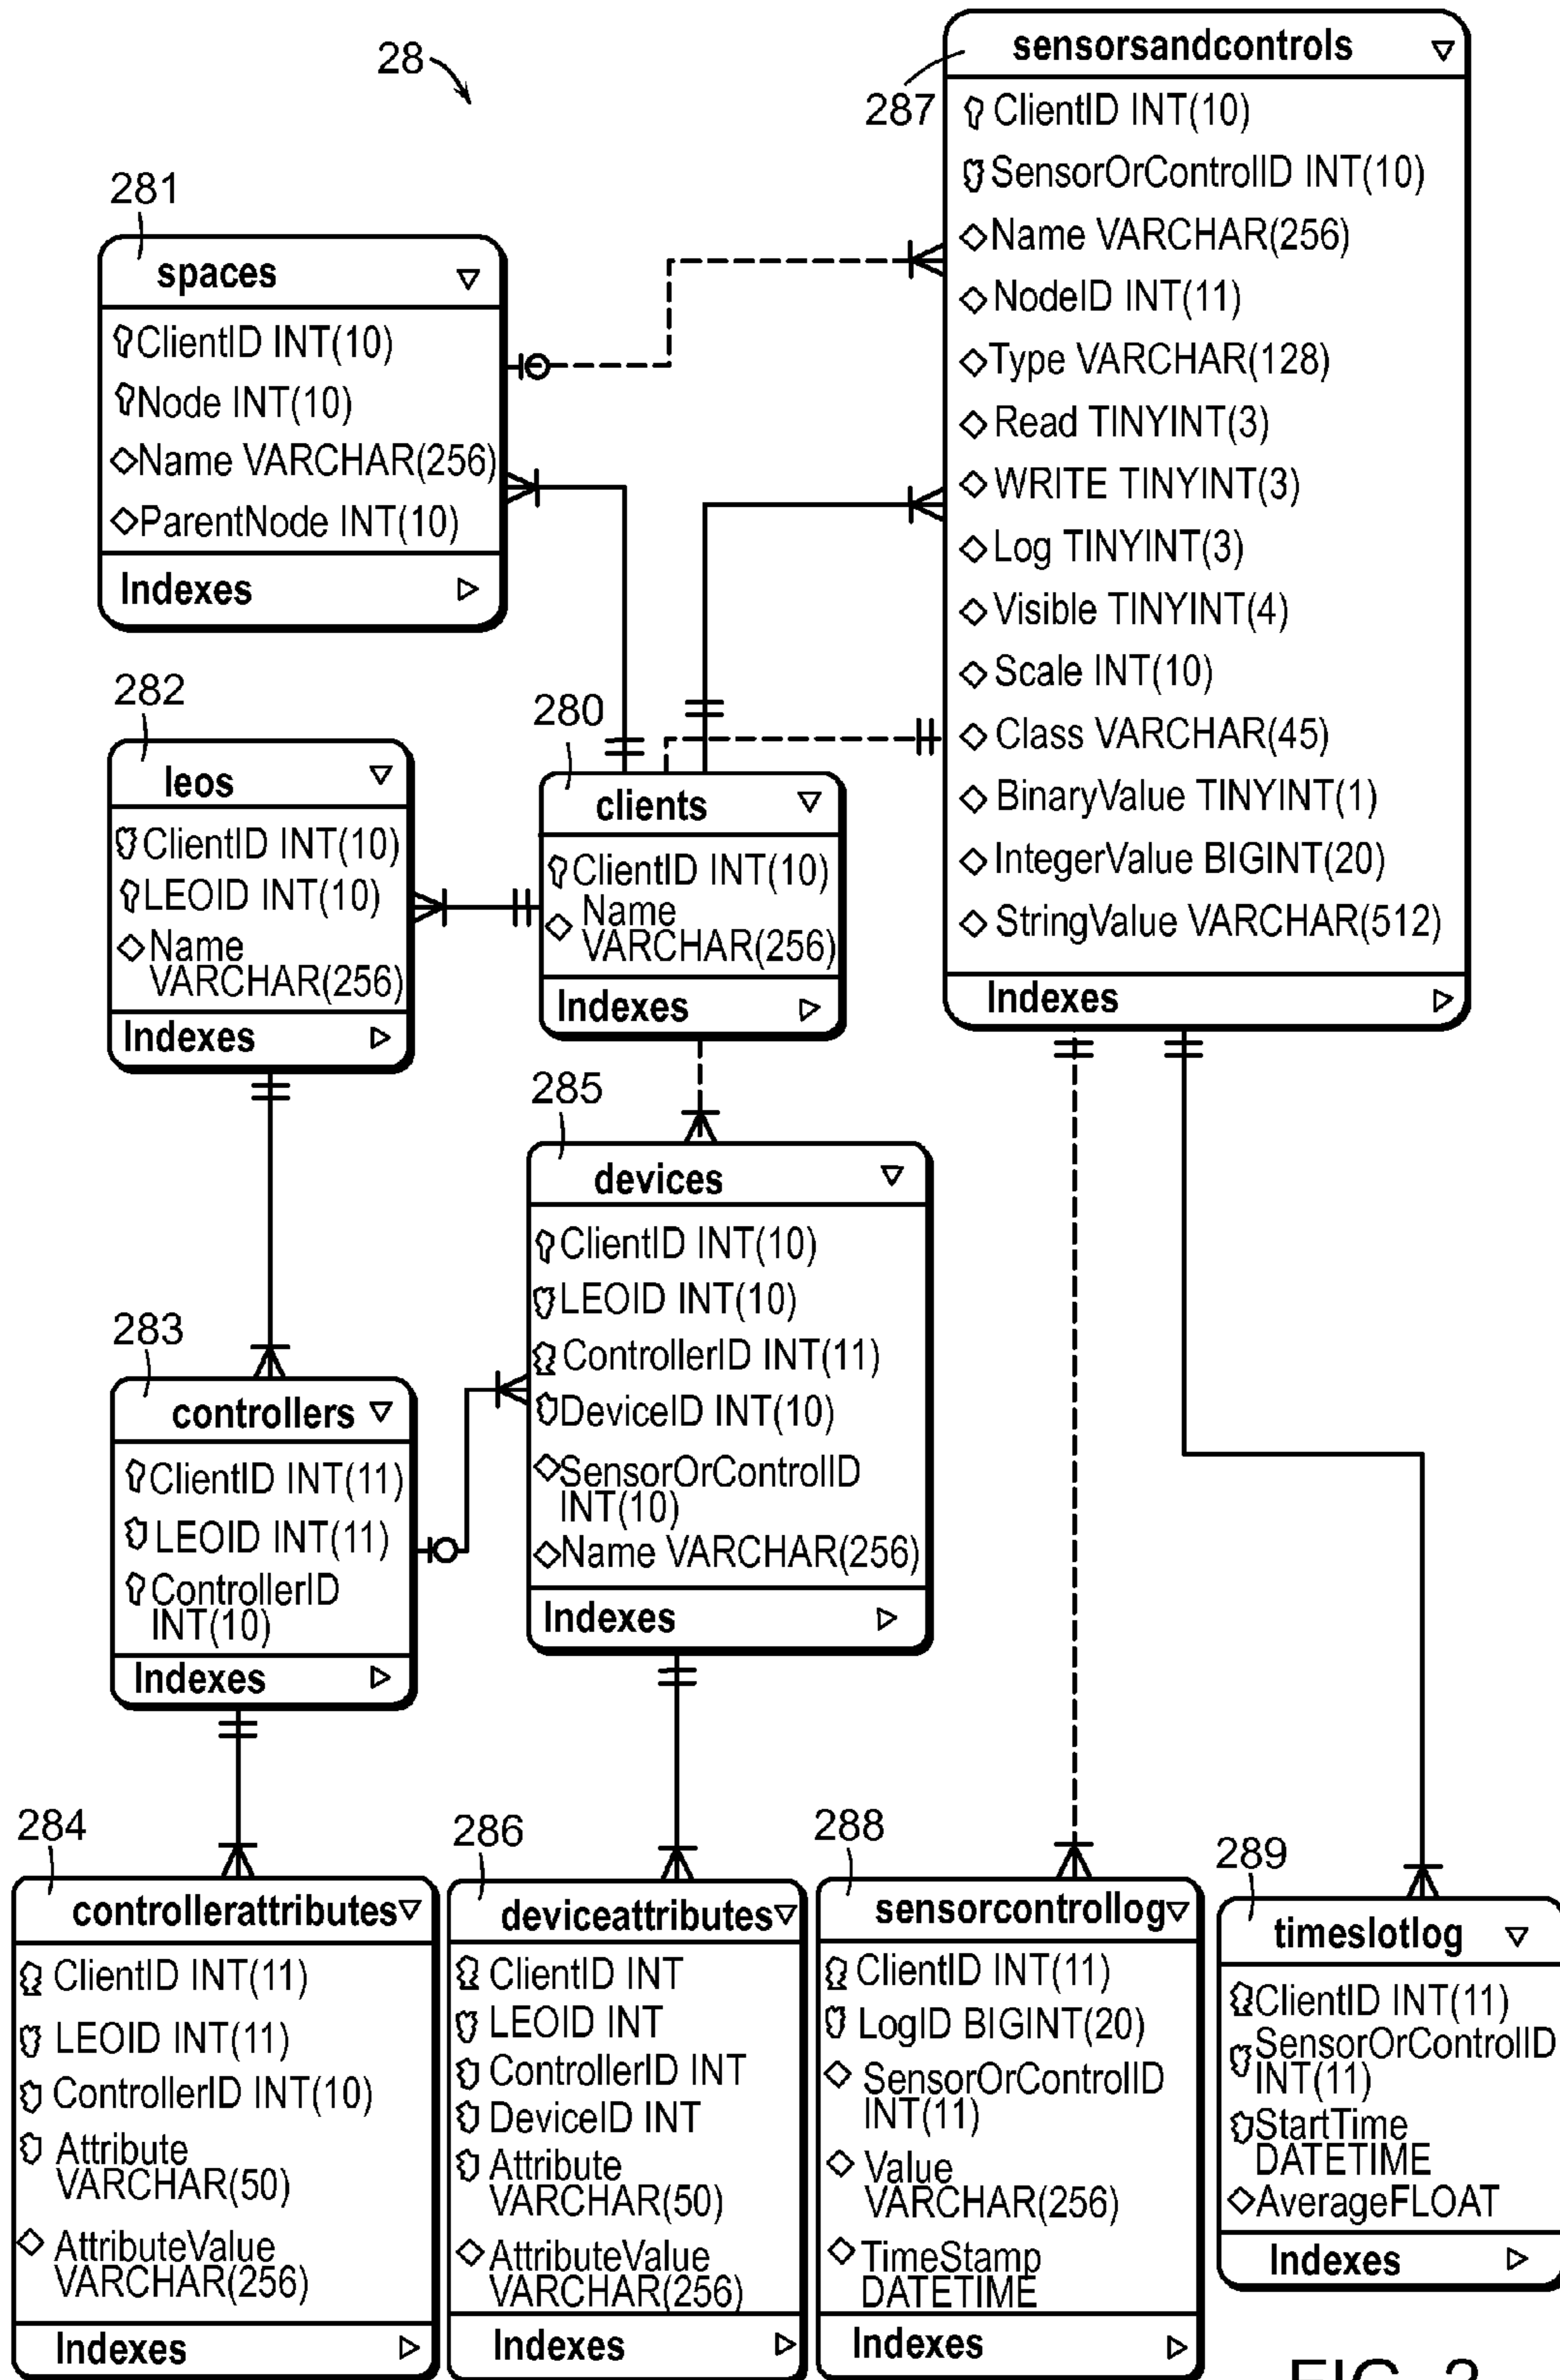 28
287
sensorsandcontrols
ClientID INT(10)
SensorOrControlID INT(10)
Name VARCHAR(256)
NodeID INT(11)
Type VARCHAR(128)
Read TINYINT(3)
WRITE TINYINT(3)
Log TINYINT(3)
Visible TINYINT(4)
Scale INT(10)
Class VARCHAR(45)
BinaryValue TINYINT(1)
IntegerValue BIGINT(20)
StringValue VARCHAR(512)
Indexes
281
spaces
ClientID INT(10)
Node INT(10)
Name VARCHAR(256)
ParentNode INT(10)
Indexes
282
leos
ClientID INT(10)
LEOID INT(10)
Name
VARCHAR(256)
Indexes
280
clients
ClientID INT(10)
Name
VARCHAR(256)
Indexes
285
devices
ClientID INT(10)
LEOID INT(10)
ControllerID INT(11)
DeviceID INT(10)
SensorOrControlID
INT(10)
Name VARCHAR(256)
Indexes
283
controllers
ClientID INT(11)
LEOID INT(11)
ControllerID
INT(10)
Indexes
284
controllerattributes
ClientID INT(11)
LEOID INT(11)
ControllerID INT(10)
Attribute
VARCHAR(50)
AttributeValue
VARCHAR(256)
Indexes
286
deviceattributes
ClientID INT
LEOID INT
ControllerID INT
DeviceID INT
Attribute
VARCHAR(50)
AttributeValue
VARCHAR(256)
Indexes
288
sensorcontrollog
ClientID INT(11)
LogID BIGINT(20)
SensorOrControlID
INT(11)
Value
VARCHAR(256)
TimeStamp
DATETIME
Indexes
289
timeslotlog
ClientID INT(11)
SensorOrControlID
INT(11)
StartTime
DATETIME
AverageFLOAT
Indexes